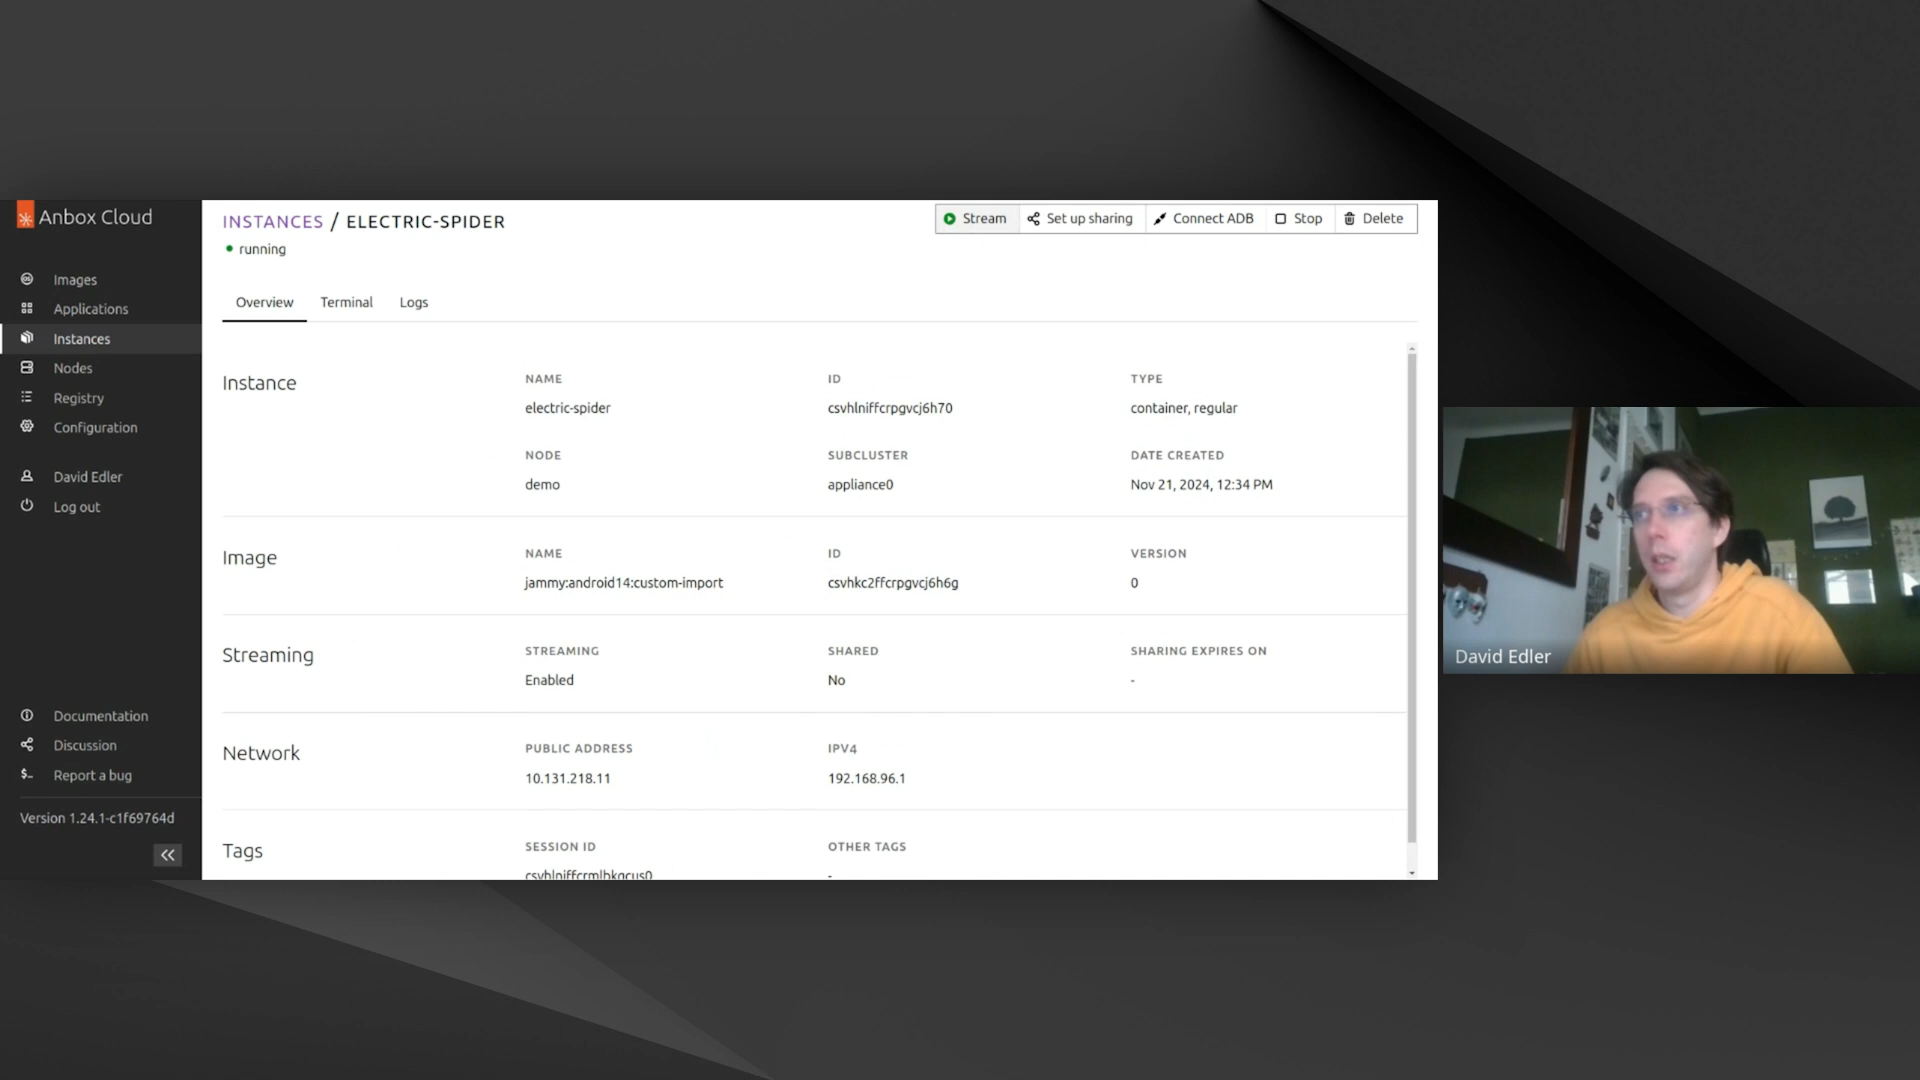 Anbox Cloud
Images
Applications
Instances
Nodes
Registry
Configuration
David Edler
Log out
Documentation
Discussion
Report a bug
Version 1.24.1-c1f69764d
INSTANCES / ELECTRIC-SPIDER
running
Stream Set up sharing Connect ADB Stop Delete
Overview Terminal Logs
Instance
NAME ID TYPE
electric-spider csvhlniffcrpgvcj6h70 container, regular
NODE SUBCLUSTER DATE CREATED
demo appliance0 Nov 21, 2024, 12:34 PM
Image
NAME ID VERSION
jammy:android14:custom-import csvhkc2ffcrpgvcj6h6g 0
Streaming
STREAMING SHARED SHARING EXPIRES ON
Enabled No -
Network
PUBLIC ADDRESS IPV4
10.131.218.11 192.168.96.1
Tags
SESSION ID OTHER TAGS
-
David Edler